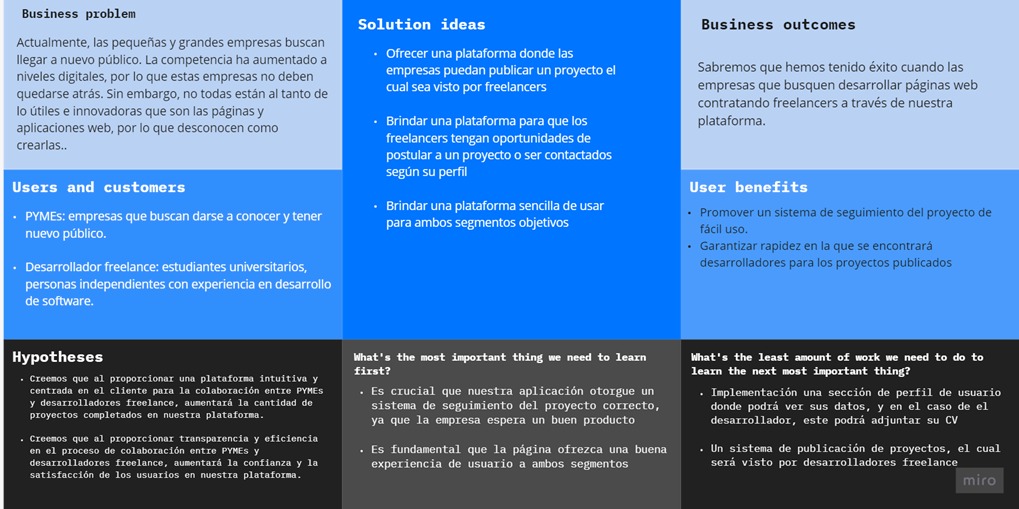 Business problem
Actualmente, las pequeñas y grandes empresas buscan
llegar a nuevo público. La competencia ha aumentado a
niveles digitales, por lo que estas empresas no deben
quedarse atrás. Sin embargo, no todas están al tanto de
lo útiles e innovadoras que son las páginas y
aplicaciones web, por lo que desconocen como
crearlas..
Solution ideas
• Ofrecer una plataforma donde las
empresas puedan publicar un proyecto el
cual sea visto por freelancers
• Brindar una plataforma para que los
freelancers tengan oportunidades de
postular a un proyecto o ser contactados
según su perfil
• Brindar una plataforma sencilla de usar
para ambos segmentos objetivos
Business outcomes
Sabremos que hemos tenido éxito cuando las
empresas que busquen desarrollar páginas web
contratando freelancers a través de nuestra
plataforma.
Users and customers
• PYMEs: empresas que buscan darse a conocer y tener
nuevo público.
• Desarrollador freelance: estudiantes universitarios,
personas independientes con experiencia en desarrollo
de software.
User benefits
• Promover un sistema de seguimiento del proyecto de
fácil uso.
• Garantizar rapidez en la que se encontrará
desarrolladores para los proyectos publicados
Hypotheses
• Creemos que al proporcionar una plataforma intuitiva y
centrada en el cliente para la colaboración entre PYMEs
y desarrolladores freelance, aumentará la cantidad de
proyectos completados en nuestra plataforma.
• Creemos que al proporcionar transparencia y eficiencia
en el proceso de colaboración entre PYMEs y
desarrolladores freelance, aumentará la confianza y la
satisfacción de los usuarios en nuestra plataforma.
What's the most important thing we need to learn
first?
• Es crucial que nuestra aplicación otorgue un
sistema de seguimiento del proyecto correcto,
ya que la empresa espera un buen producto
• Es fundamental que la página ofrezca una buena
experiencia de usuario a ambos segmentos
What's the least amount of work we need to do to
learn the next most important thing?
• Implementación una sección de perfil de usuario
donde podrá ver sus datos, y en el caso de el
desarrollador, este podrá adjuntar su CV
• Un sistema de publicación de proyectos, el cual
será visto por desarrolladores freelance
miro